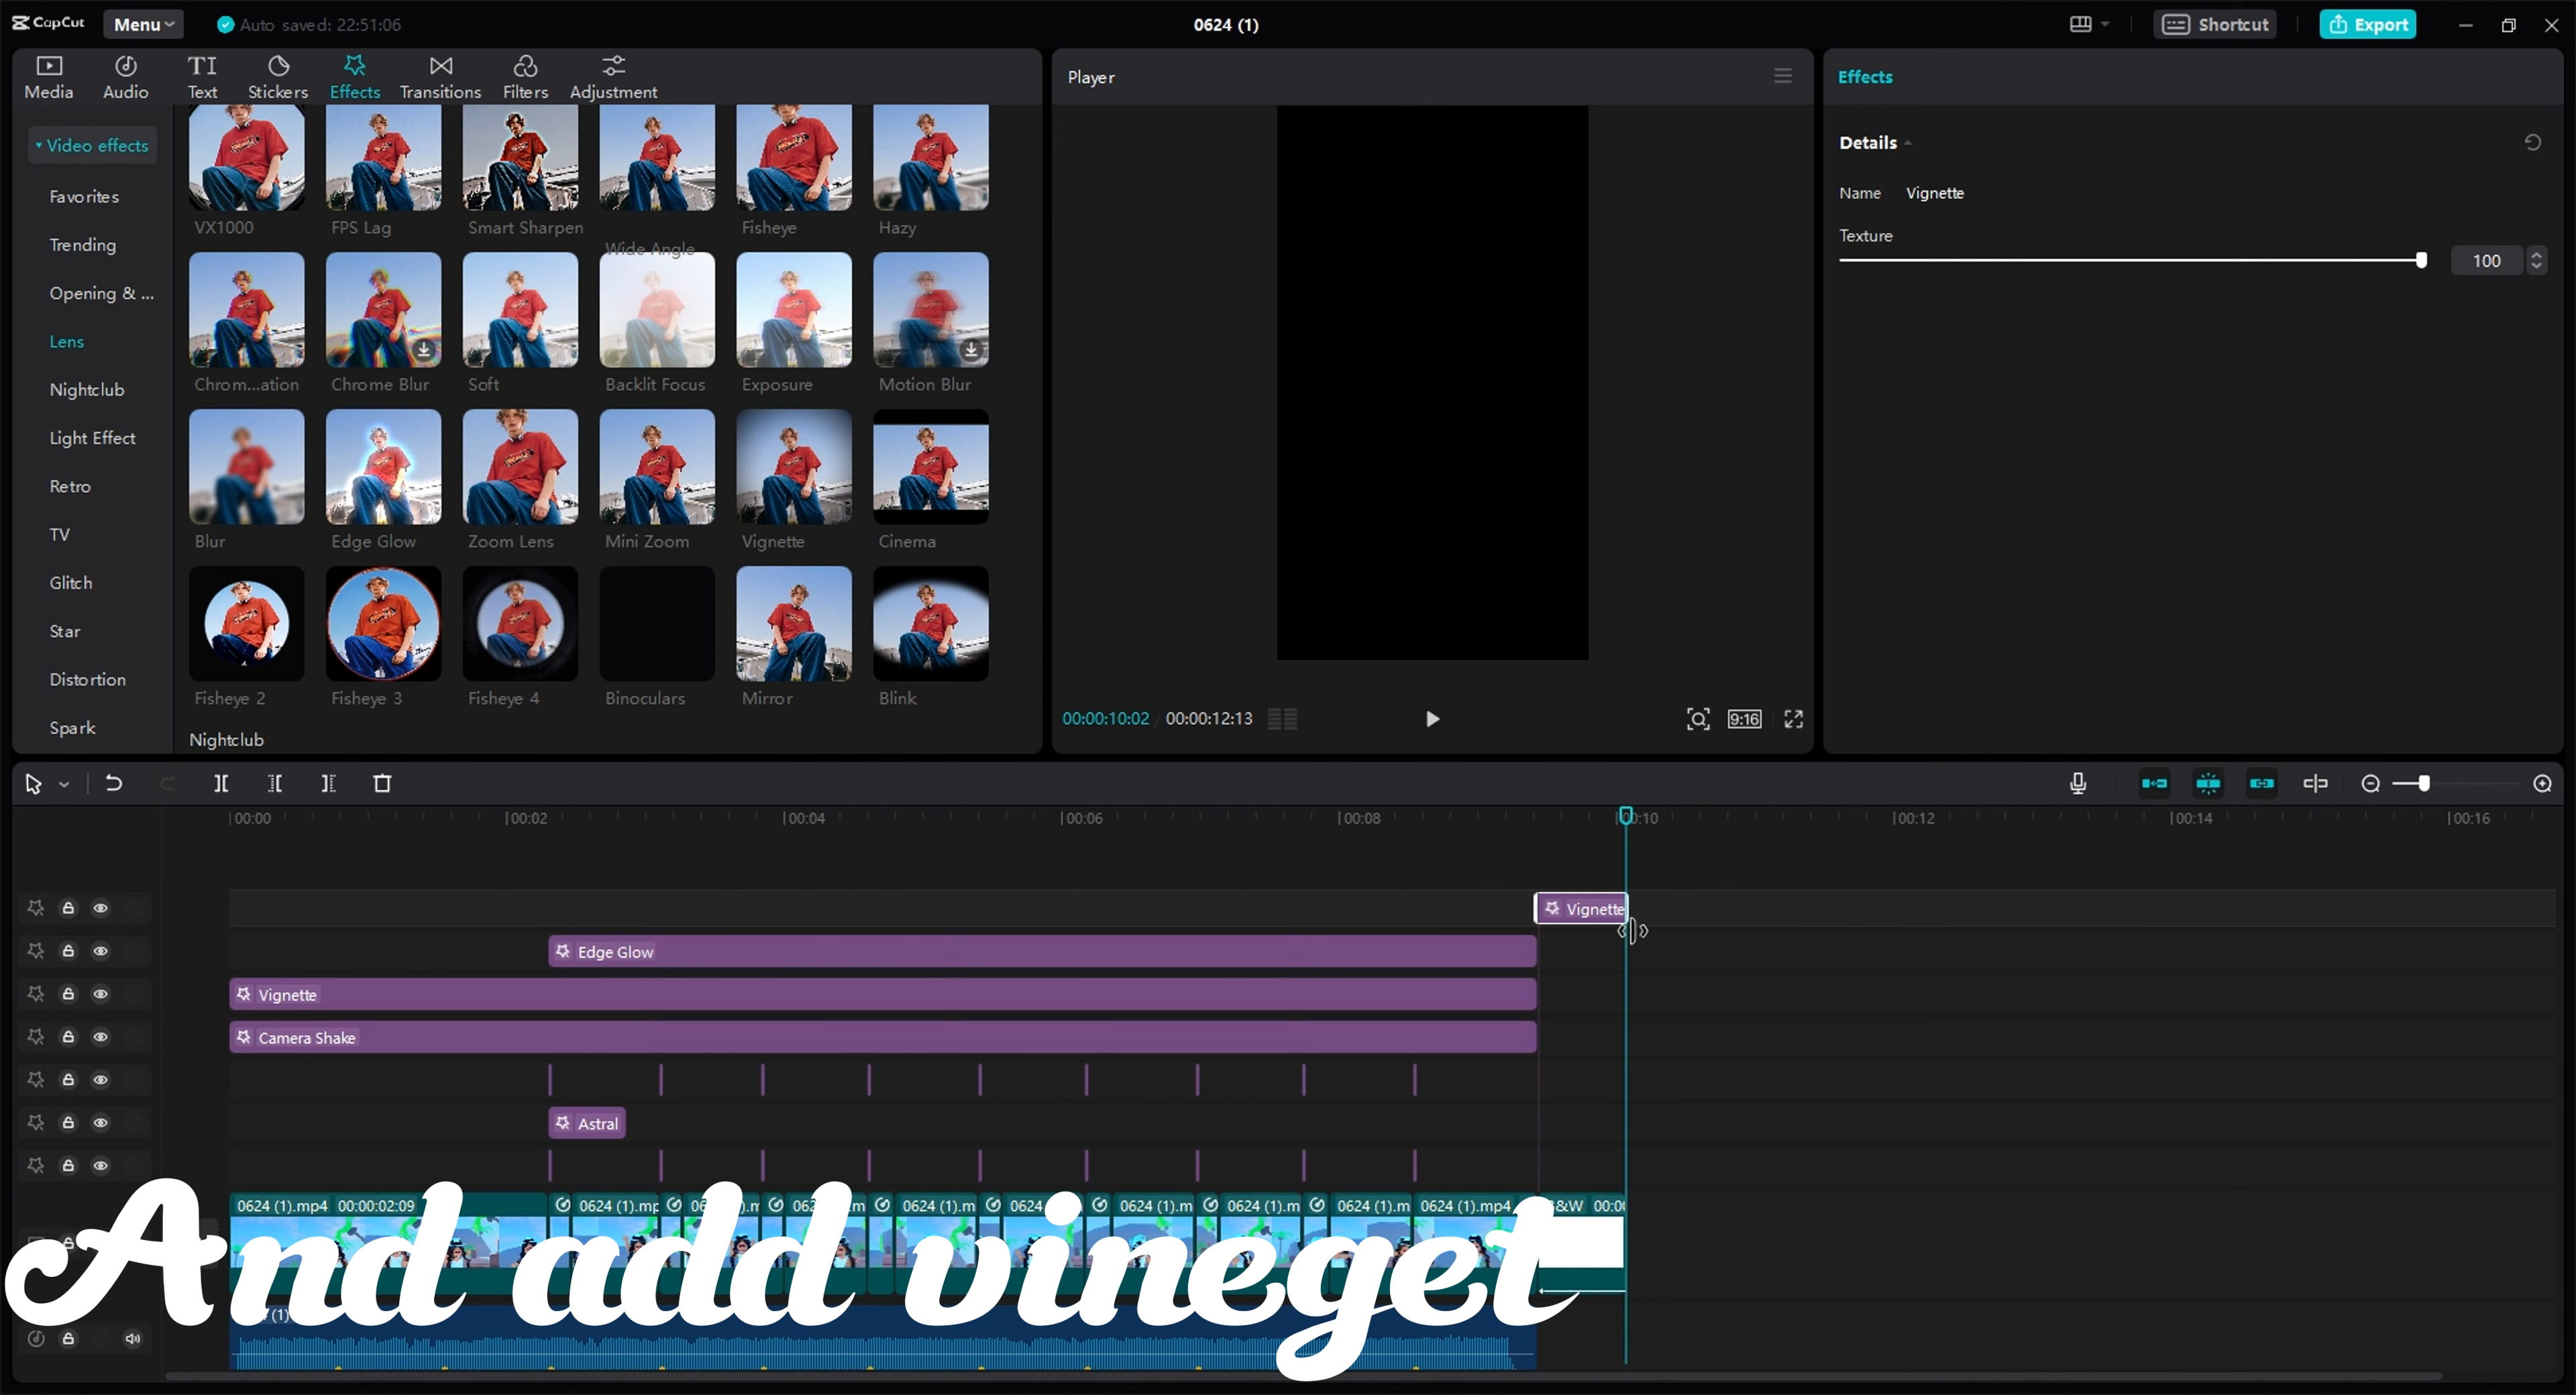 CapCut Menu Auto saved: 22:51:06 0624 (1) Shortcut Export
Media Audio Text Stickers Effects Transitions Filters Adjustment
Video effects
Favorites
Trending
Opening & ...
Lens
Nightclub
Light Effect
Retro
TV
Glitch
Star
Distortion
Spark
VX1000 FPS Lag Smart Sharpen Wide Angle Fisheye Hazy
Chrom...ation Chrome Blur Soft Backlit Focus Exposure Motion Blur
Blur Edge Glow Zoom Lens Mini Zoom Vignette Cinema
Fisheye 2 Fisheye 3 Fisheye 4 Binoculars Mirror Blink
Nightclub
Player
00:00:10:02 / 00:00:12:13 9:16
Effects
Details
Name Vignette
Texture
100
00:00 00:02 00:04 00:06 00:08 00:10 00:12 00:14 00:16
Vignette
Edge Glow
Vignette
Camera Shake
Astral
0624 (1).mp4 00:00:02:09 0624 (1).mp 0624 (1).m 0624 (1).m 0624 (1).m 0624 (1).m 0624 (1).mp4 &W 00:00
And add vineget
(1)